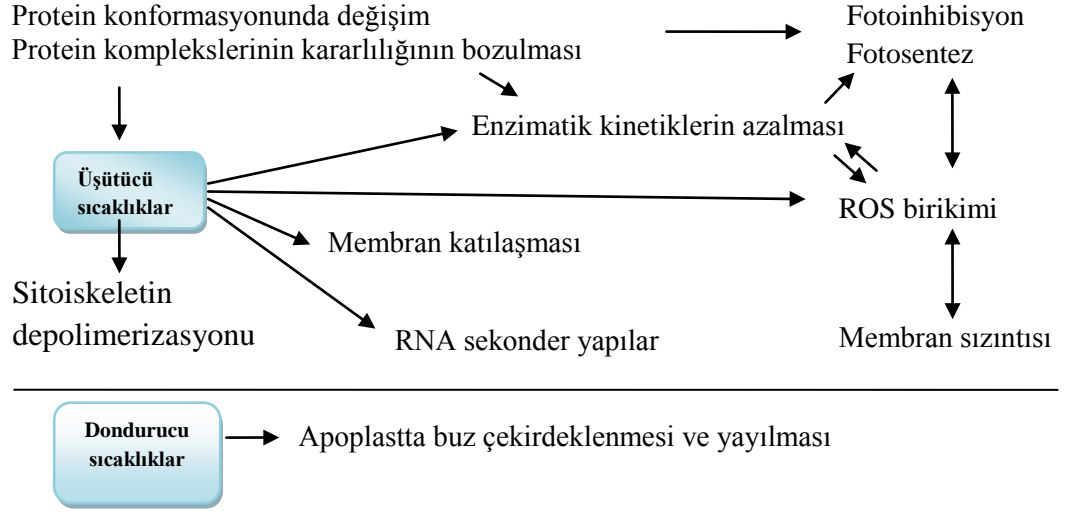 Protein konformasyonunda değişim
Protein komplekslerinin kararlılığının bozulması
Fotoinhibisyon
Fotosentez
Enzimatik kinetiklerin azalması
Üşütücü
sıcaklıklar
ROS birikimi
Membran katılaşması
Sitoiskeletin
depolimerizasyonu
RNA sekonder yapılar
Membran sızıntısı
Dondurucu
sıcaklıklar
Apoplastta buz çekirdeklenmesi ve yayılması